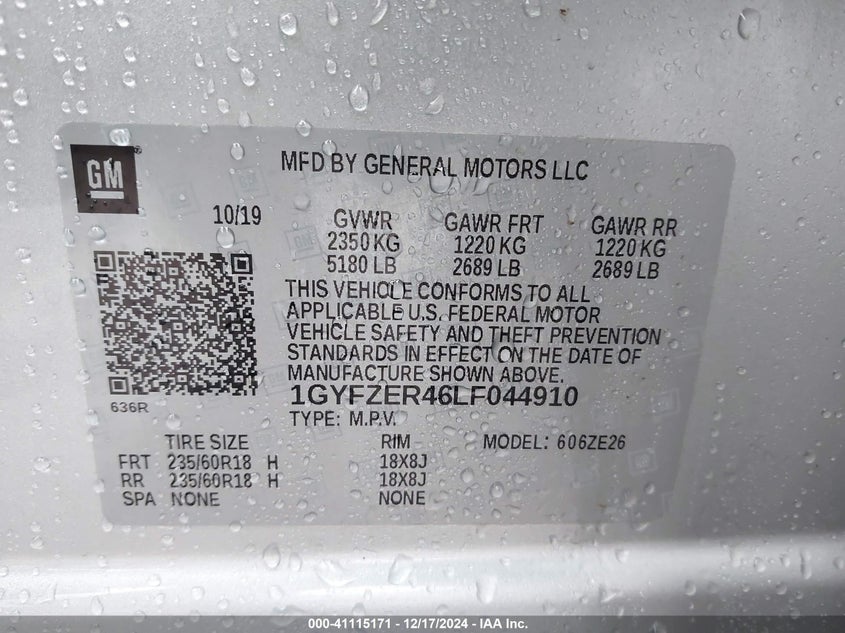 GM
MFD BY GENERAL MOTORS LLC
10/19 GVWR GAWR FRT GAWR RR
2350 KG 1220 KG 1220 KG
5180 LB 2689 LB 2689 LB
THIS VEHICLE CONFORMS TO ALL
APPLICABLE U.S. FEDERAL MOTOR
VEHICLE SAFETY AND THEFT PREVENTION
STANDARDS IN EFFECT ON THE DATE OF
MANUFACTURE SHOWN ABOVE.
1GYFZER46LF044910
636R
TYPE: M.P.V.
TIRE SIZE RIM MODEL: 606ZE26
FRT 235/60R18 H 18X8J
RR 235/60R18 H 18X8J
SPA NONE NONE
000-41115171 - 12/17/2024 - IAA Inc.